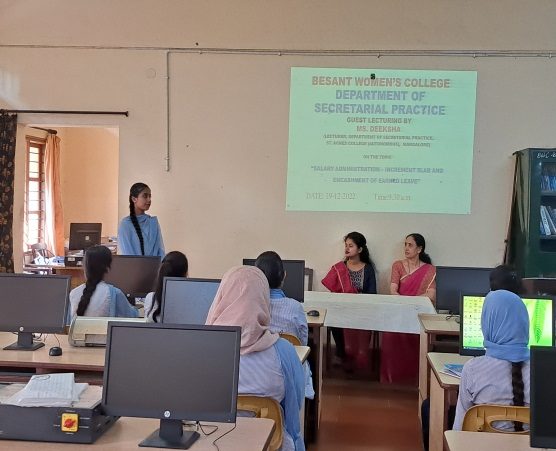 BESANT WOMEN'S COLLEGE
DEPARTMENT OF
SECRETARIAL PRACTICE
GUEST LECTURING BY
MS. DEEKSHA
(LECTURER, DEPARTMENT OF SECRETARIAL PRACTICE,
ST AGNES COLLEGE (AUTONOMOUS), MANGALORE)
ON THE TOPIC
"SALARY ADMINISTRATION - INCREMENT SLAB AND
ENCASHMENT OF EARNED LEAVE"
DATE: 19-12-2022 Time:9.30 am
hp